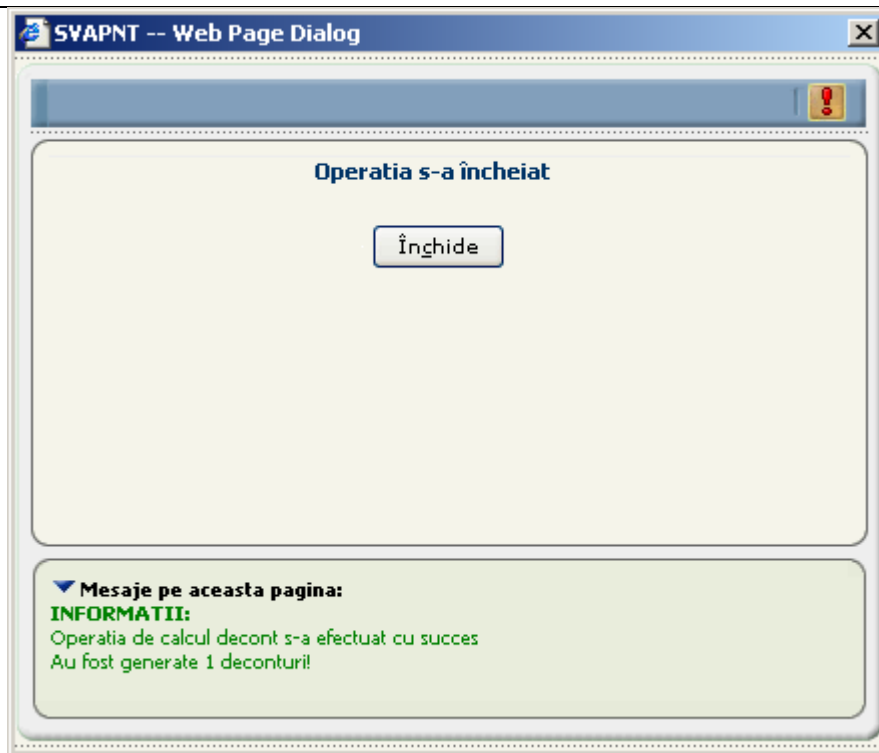 SVAPNT -- Web Page Dialog
Operatia s-a încheiat
Închide
Mesaje pe aceasta pagina:
INFORMATII:
Operatia de calcul decont s-a efectuat cu succes
Au fost generate 1 deconturi!